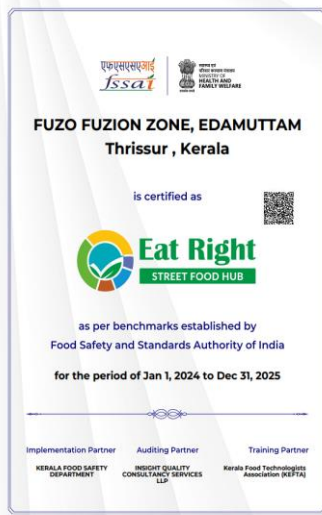 एफएसएसएआई
fssai
MINISTRY OF
HEALTH AND
FAMILY WELFARE
FUZO FUZION ZONE, EDAMUTTAM
Thrissur , Kerala
is certified as
Eat Right
STREET FOOD HUB
as per benchmarks established by
Food Safety and Standards Authority of India
for the period of Jan 1, 2024 to Dec 31, 2025
Implementation Partner
KERALA FOOD SAFETY
DEPARTMENT
Auditing Partner
INSIGHT QUALITY
CONSULTANCY SERVICES
LLP
Training Partner
Kerala Food Technologists
Association (KEFTA)